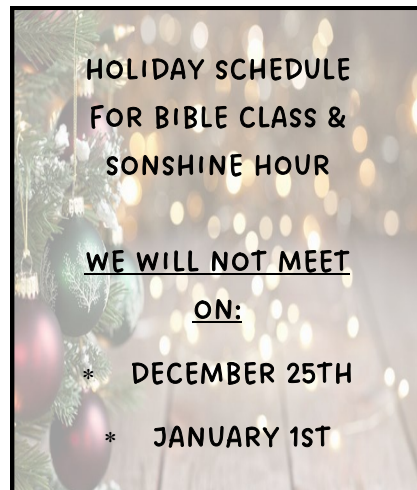 HOLIDAY SCHEDULE
FOR BIBLE CLASS &
SONSHINE HOUR
WE WILL NOT MEET
ON:
* DECEMBER 25TH
* JANUARY 1ST